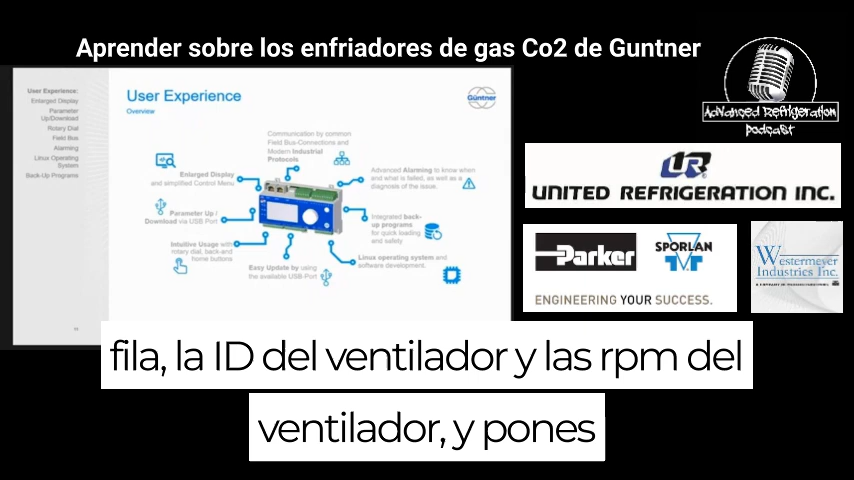 Aprender sobre los enfriadores de gas Co2 de Guntner
Advanced Refrigeration
podcast
User Experience:
Enlarged Display
Parameter
Up/Download
Rotary Dial
Field Bus
Alarming
Linux Operating
System
Back-Up Programs
User Experience
Overview
Güntner
Communication by common
Field Bus-Connections and
Modern Industrial
Protocols
Enlarged Display
and simplified Control Menu
Advanced Alarming to know when
and what is failed, as well as a
diagnosis of the issue.
Parameter Up /
Download via USB Port
Integrated back-
up programs
for quick loading
and safety
Intuitive Usage with
rotary dial, back-and
home buttons
Easy Update by using
the available USB-Port
Linux operating system and
software development.
UR
UNITED REFRIGERATION INC.
Parker
SPORLAN
ENGINEERING YOUR SUCCESS.
Westermeyer
Industries Inc.
fila, la ID del ventilador y las rpm del
ventilador, y pones